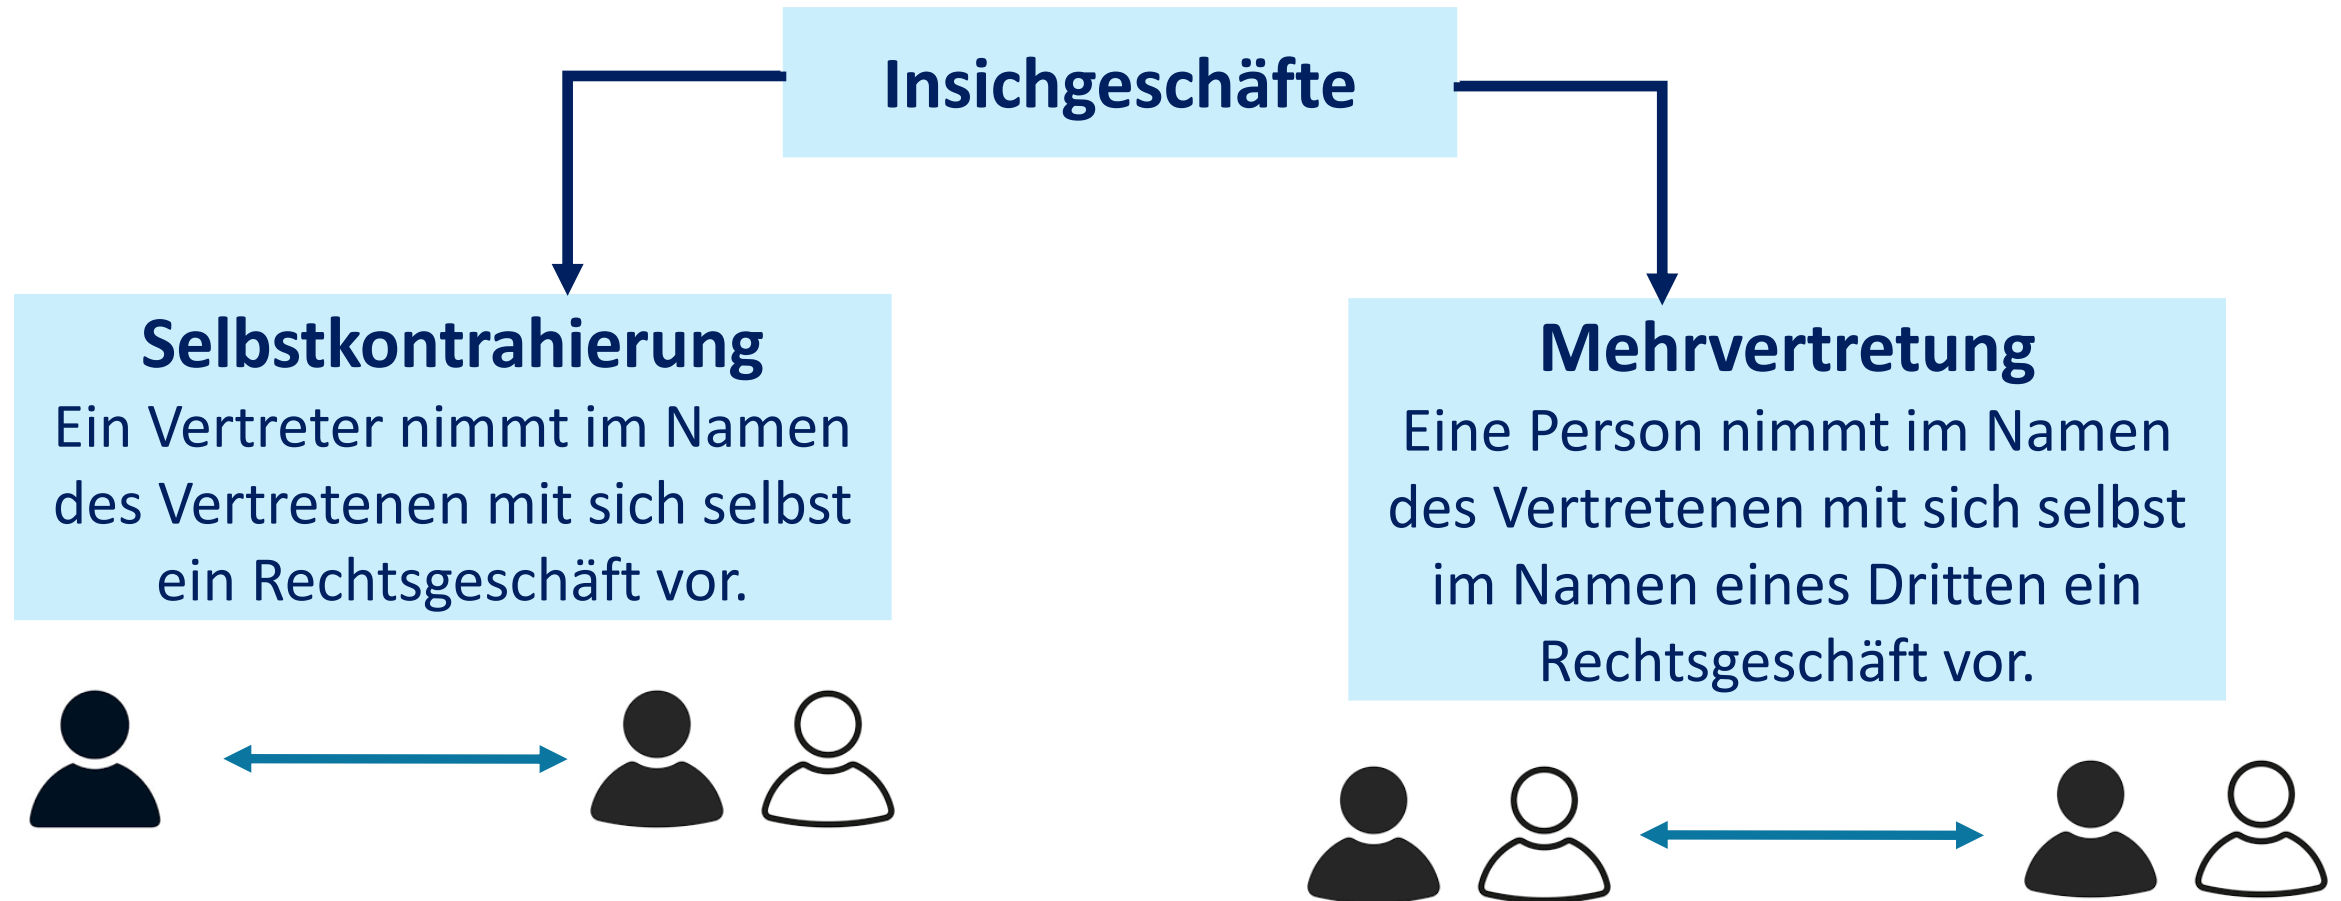 Insichgeschäfte
Selbstkontrahierung
Ein Vertreter nimmt im Namen
des Vertretenen mit sich selbst
ein Rechtsgeschäft vor.
Mehrvertretung
Eine Person nimmt im Namen
des Vertretenen mit sich selbst
im Namen eines Dritten ein
Rechtsgeschäft vor.